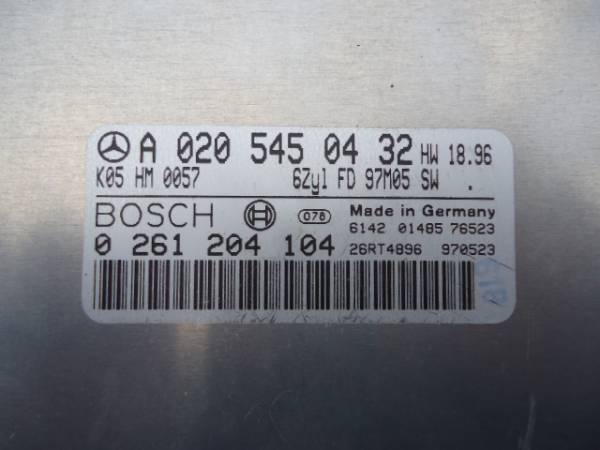 A 020 545 04 32 HW 18.96
K05 HM 0057 6Zyl FD 97M05 SW .
BOSCH 078 Made in Germany
6142 01485 76523
0 261 204 104 26RT4896 970523